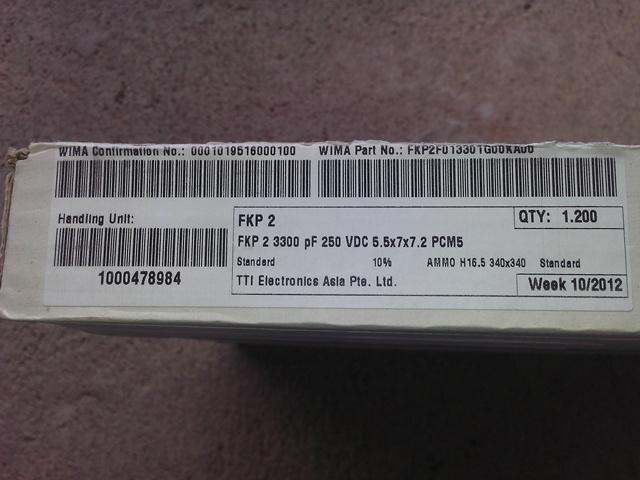 WIMA Confirmation No.: 0001019516000100
WIMA Part No.: FKP2F013301G00KA00
Handling Unit:
1000478984
FKP 2
QTY: 1.200
FKP 2 3300 pF 250 VDC 5.5x7x7.2 PCM5
Standard 10% AMMO H16.5 340x340 Standard
TTI Electronics Asia Pte. Ltd.
Week 10/2012